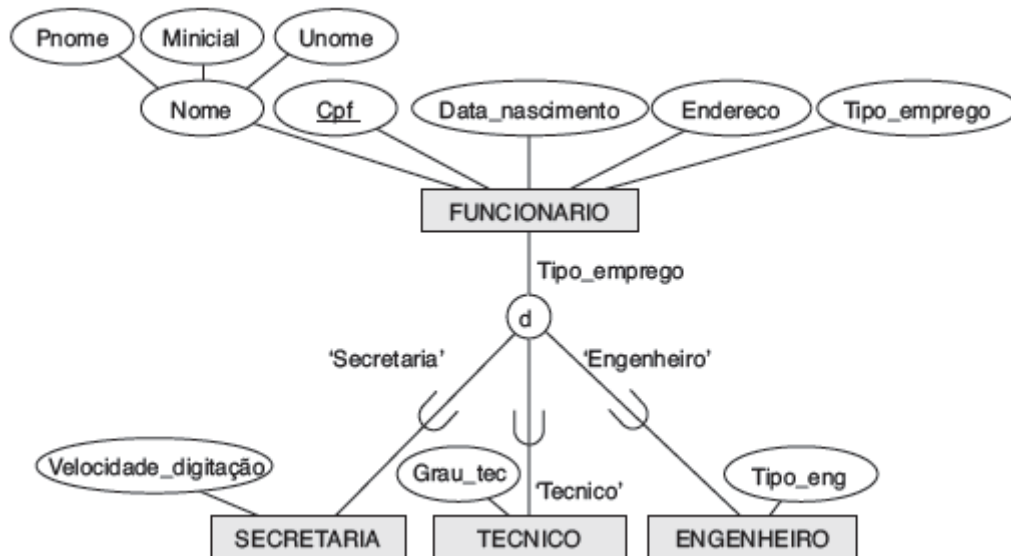 Pnome
Minicial
Unome
Nome
Cpf
Data_nascimento
Endereco
Tipo_emprego
FUNCIONARIO
Tipo_emprego
d
‘Secretaria’
‘Engenheiro’
Velocidade_digitação
Grau_tec
‘Tecnico’
Tipo_eng
SECRETARIA
TECNICO
ENGENHEIRO